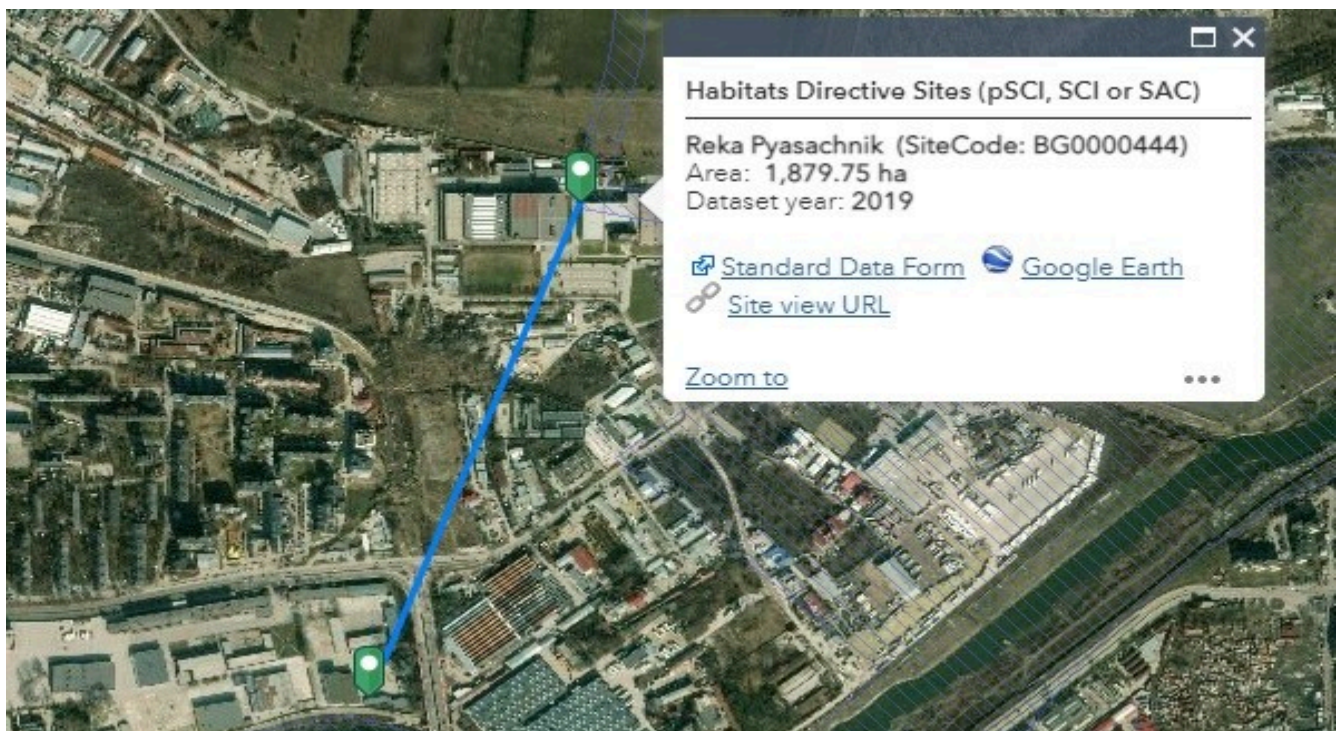 Habitats Directive Sites (pSCI, SCI or SAC)
Reka Pyasachnik (SiteCode: BG0000444)
Area: 1,879.75 ha
Dataset year: 2019
Standard Data Form Google Earth
Site view URL
Zoom to